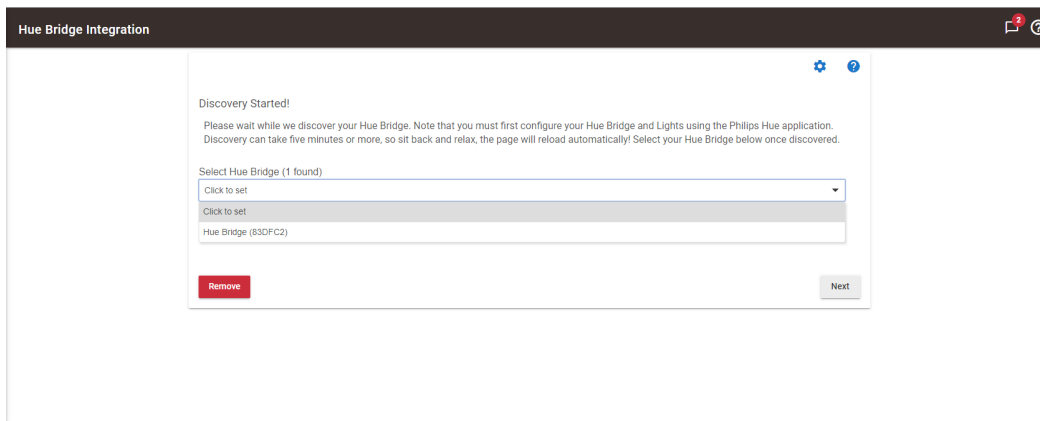 Hue Bridge Integration
2
Discovery Started!
Please wait while we discover your Hue Bridge. Note that you must first configure your Hue Bridge and Lights using the Philips Hue application.
Discovery can take five minutes or more, so sit back and relax, the page will reload automatically! Select your Hue Bridge below once discovered.
Select Hue Bridge (1 found)
Click to set
Click to set
Hue Bridge (83DFC2)
Remove
Next